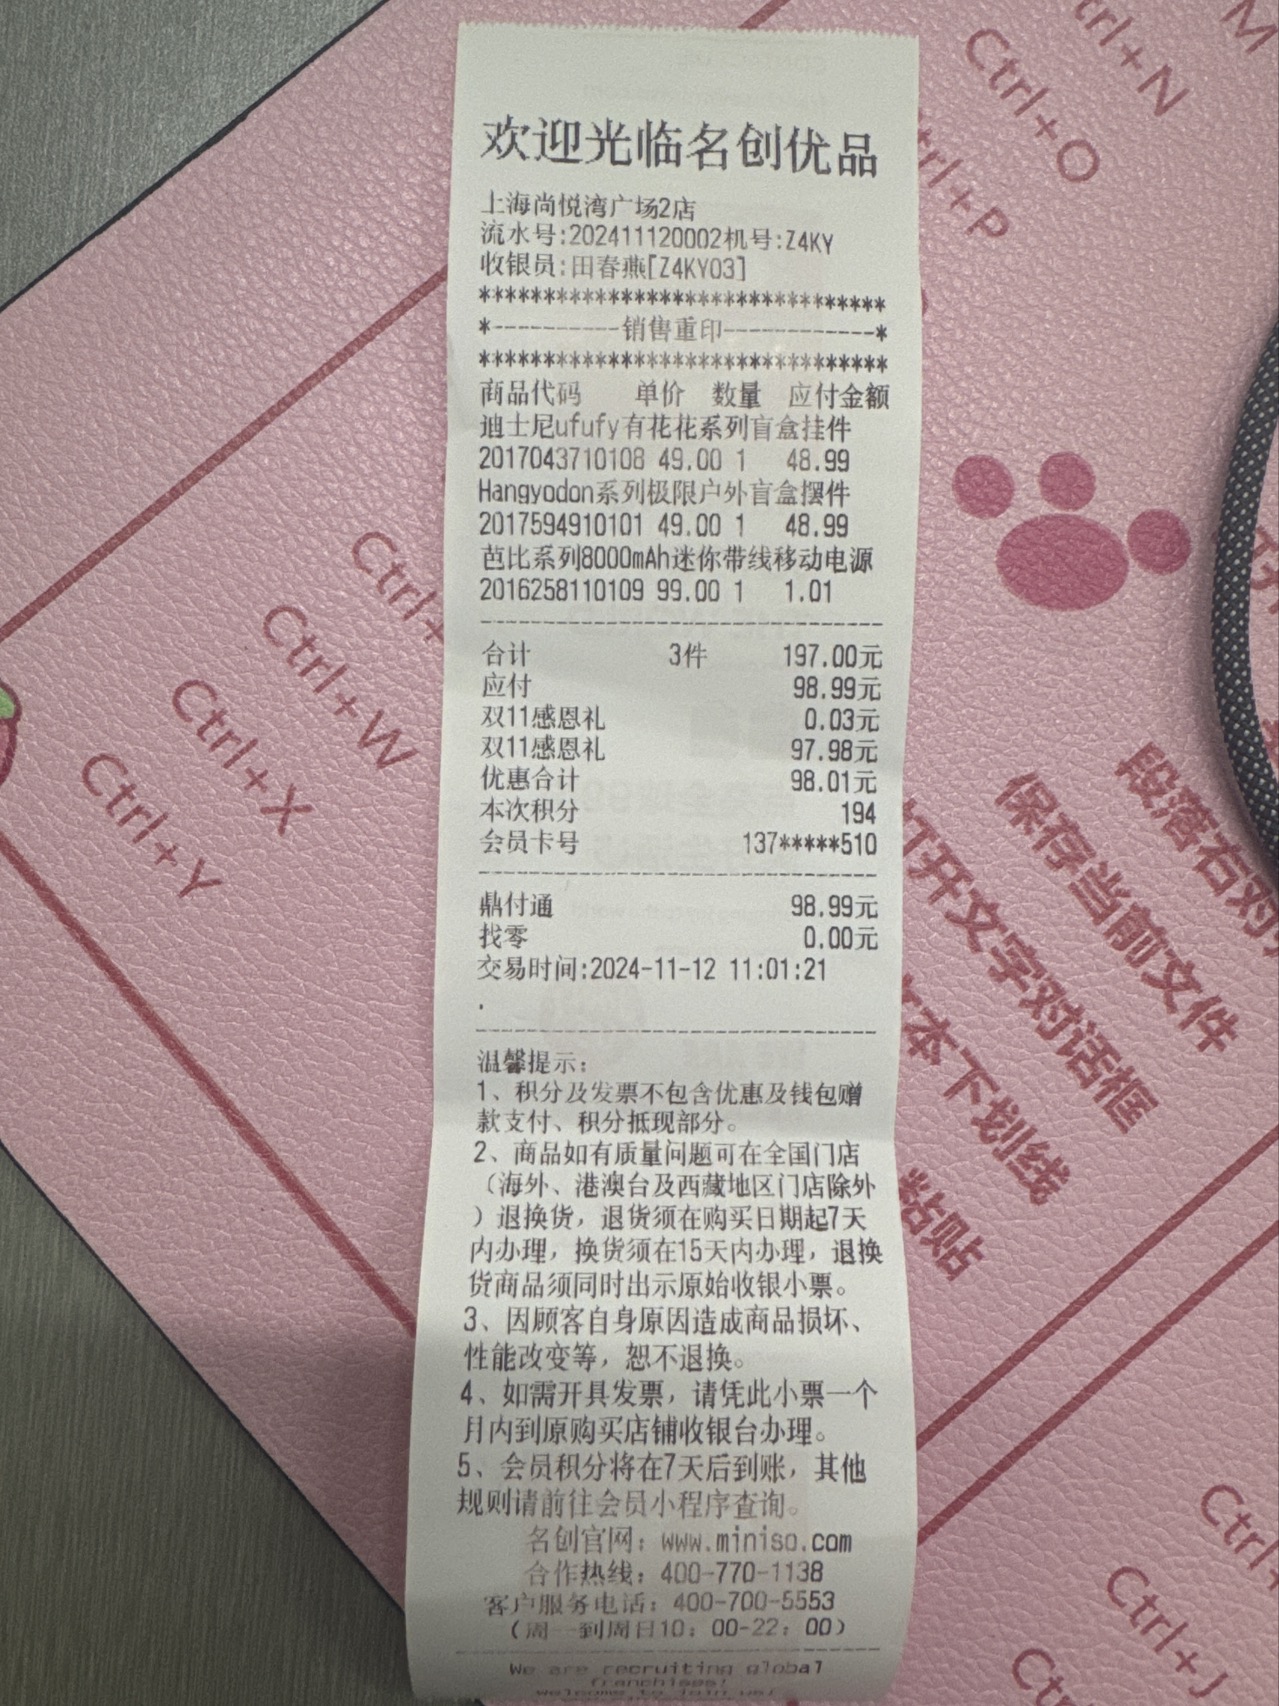 欢迎光临名创优品
上海尚悦湾广场2店
流水号:202411120002机号:Z4KY
收银员:田春燕[Z4KY03]
*********************************
*----------销售重印------------*
*********************************
商品代码 单价 数量 应付金额
迪士尼ufufy有花花系列盲盒挂件
2017043710108 49.00 1 48.99
Hangyodon系列极限户外盲盒摆件
2017594910101 49.00 1 48.99
芭比系列8000mAh迷你带线移动电源
2016258110109 99.00 1 1.01
合计 3件 197.00元
应付 98.99元
双11感恩礼 0.03元
双11感恩礼 97.98元
优惠合计 98.01元
本次积分 194
会员卡号 137*****510
鼎付通 98.99元
找零 0.00元
交易时间:2024-11-12 11:01:21
.
温馨提示：
1、积分及发票不包含优惠及钱包赠
款支付、积分抵现部分。
2、商品如有质量问题可在全国门店
（海外、港澳台及西藏地区门店除外
）退换货，退货须在购买日期起7天
内办理，换货须在15天内办理，退换
货商品须同时出示原始收银小票。
3、因顾客自身原因造成商品损坏、
性能改变等，恕不退换。
4、如需开具发票，请凭此小票一个
月内到原购买店铺收银台办理。
5、会员积分将在7天后到账，其他
规则请前往会员小程序查询。
名创官网：www.miniso.com
合作热线：400-770-1138
客户服务电话：400-700-5553
（周一到周日10：00-22：00）
We are recruiting global
franchises!
Welcome to join us!
Ctrl+N
Ctrl+O
Ctrl+P
Ctrl+
Ctrl+W
Ctrl+X
Ctrl+Y
段落右对
保存当前文件
打开文字对话框
本下划线
粘贴
Ctrl+
Ctrl+J
Ctrl